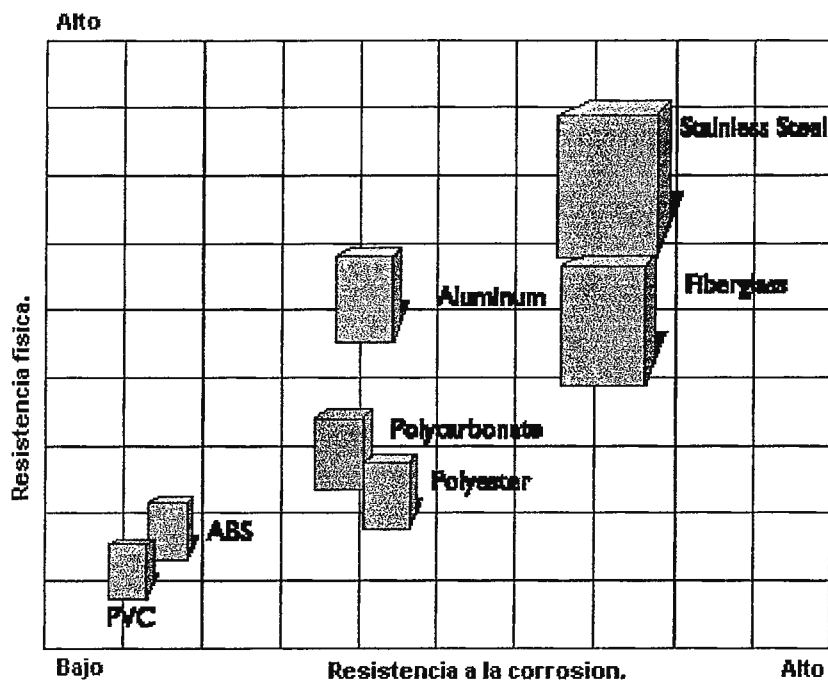 Alto
Stainless Steel
Fiberglass
Aluminum
Polycarbonate
Polyester
ABS
PVC
Resistencia fisica.
Bajo
Resistencia a la corrosion.
Alto